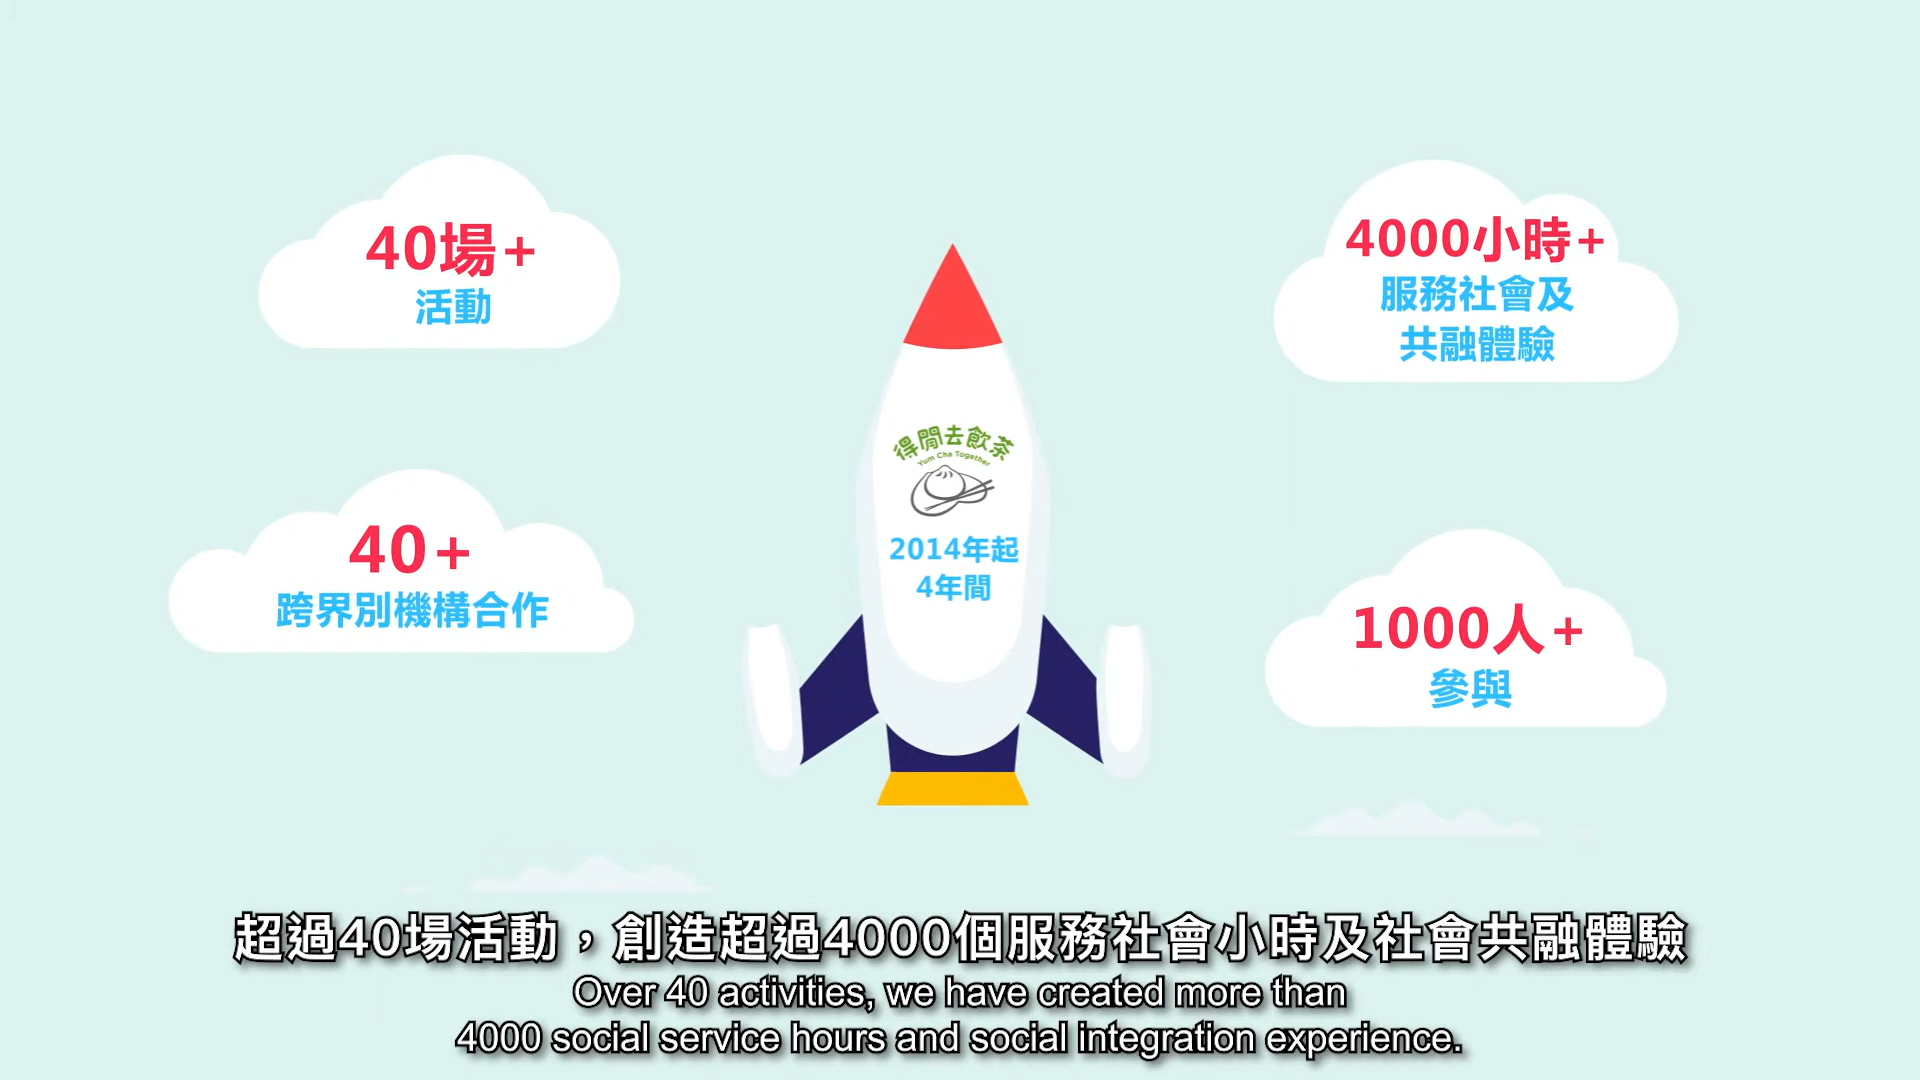 40場+
活動
4000小時+
服務社會及
共融體驗
得閒去飲茶
Yum Cha Together
2014年起
4年間
40+
跨界別機構合作
1000人+
參與
超過40場活動，創造超過4000個服務社會小時及社會共融體驗
Over 40 activities, we have created more than
4000 social service hours and social integration experience.